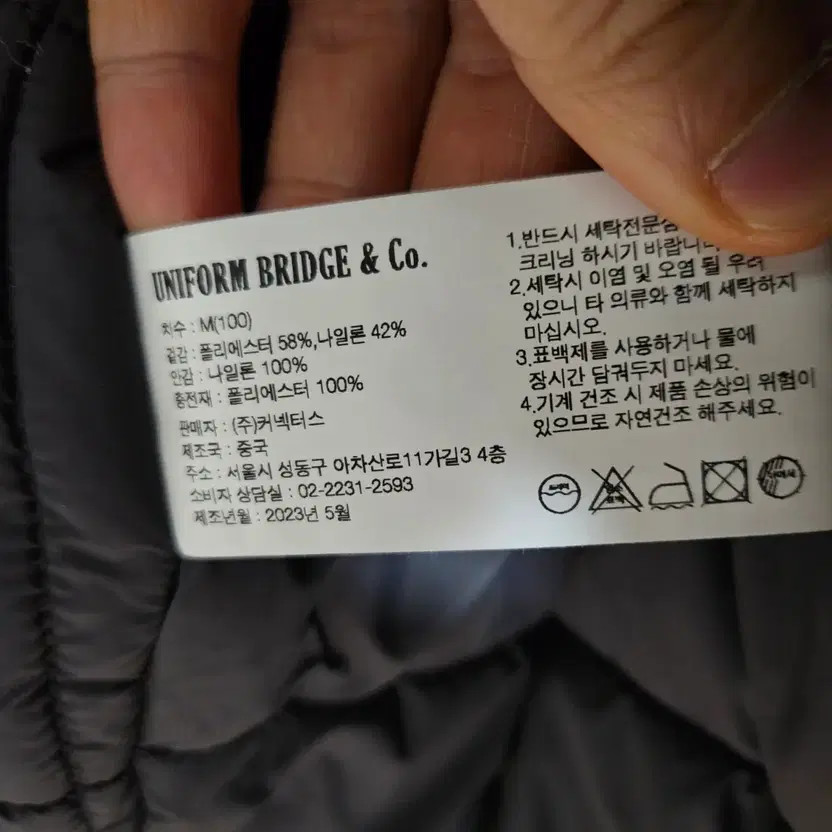 UNIFORM BRIDGE & Co.
치수 : M(100)
겉감 : 폴리에스터 58%,나일론 42%
안감 : 나일론 100%
충전재 : 폴리에스터 100%
판매자 : (주)커넥터스
제조국 : 중국
주소 : 서울시 성동구 아차산로11가길3 4층
소비자 상담실 : 02-2231-2593
제조년월 : 2023년 5월
1.반드시 세탁전문점
크리닝 하시기 바랍니다
2.세탁시 이염 및 오염 될 우려
있으니 타 의류와 함께 세탁하지
마십시오.
3.표백제를 사용하거나 물에
장시간 담궈두지 마세요.
4.기계 건조 시 제품 손상의 위험이
있으므로 자연건조 해주세요.